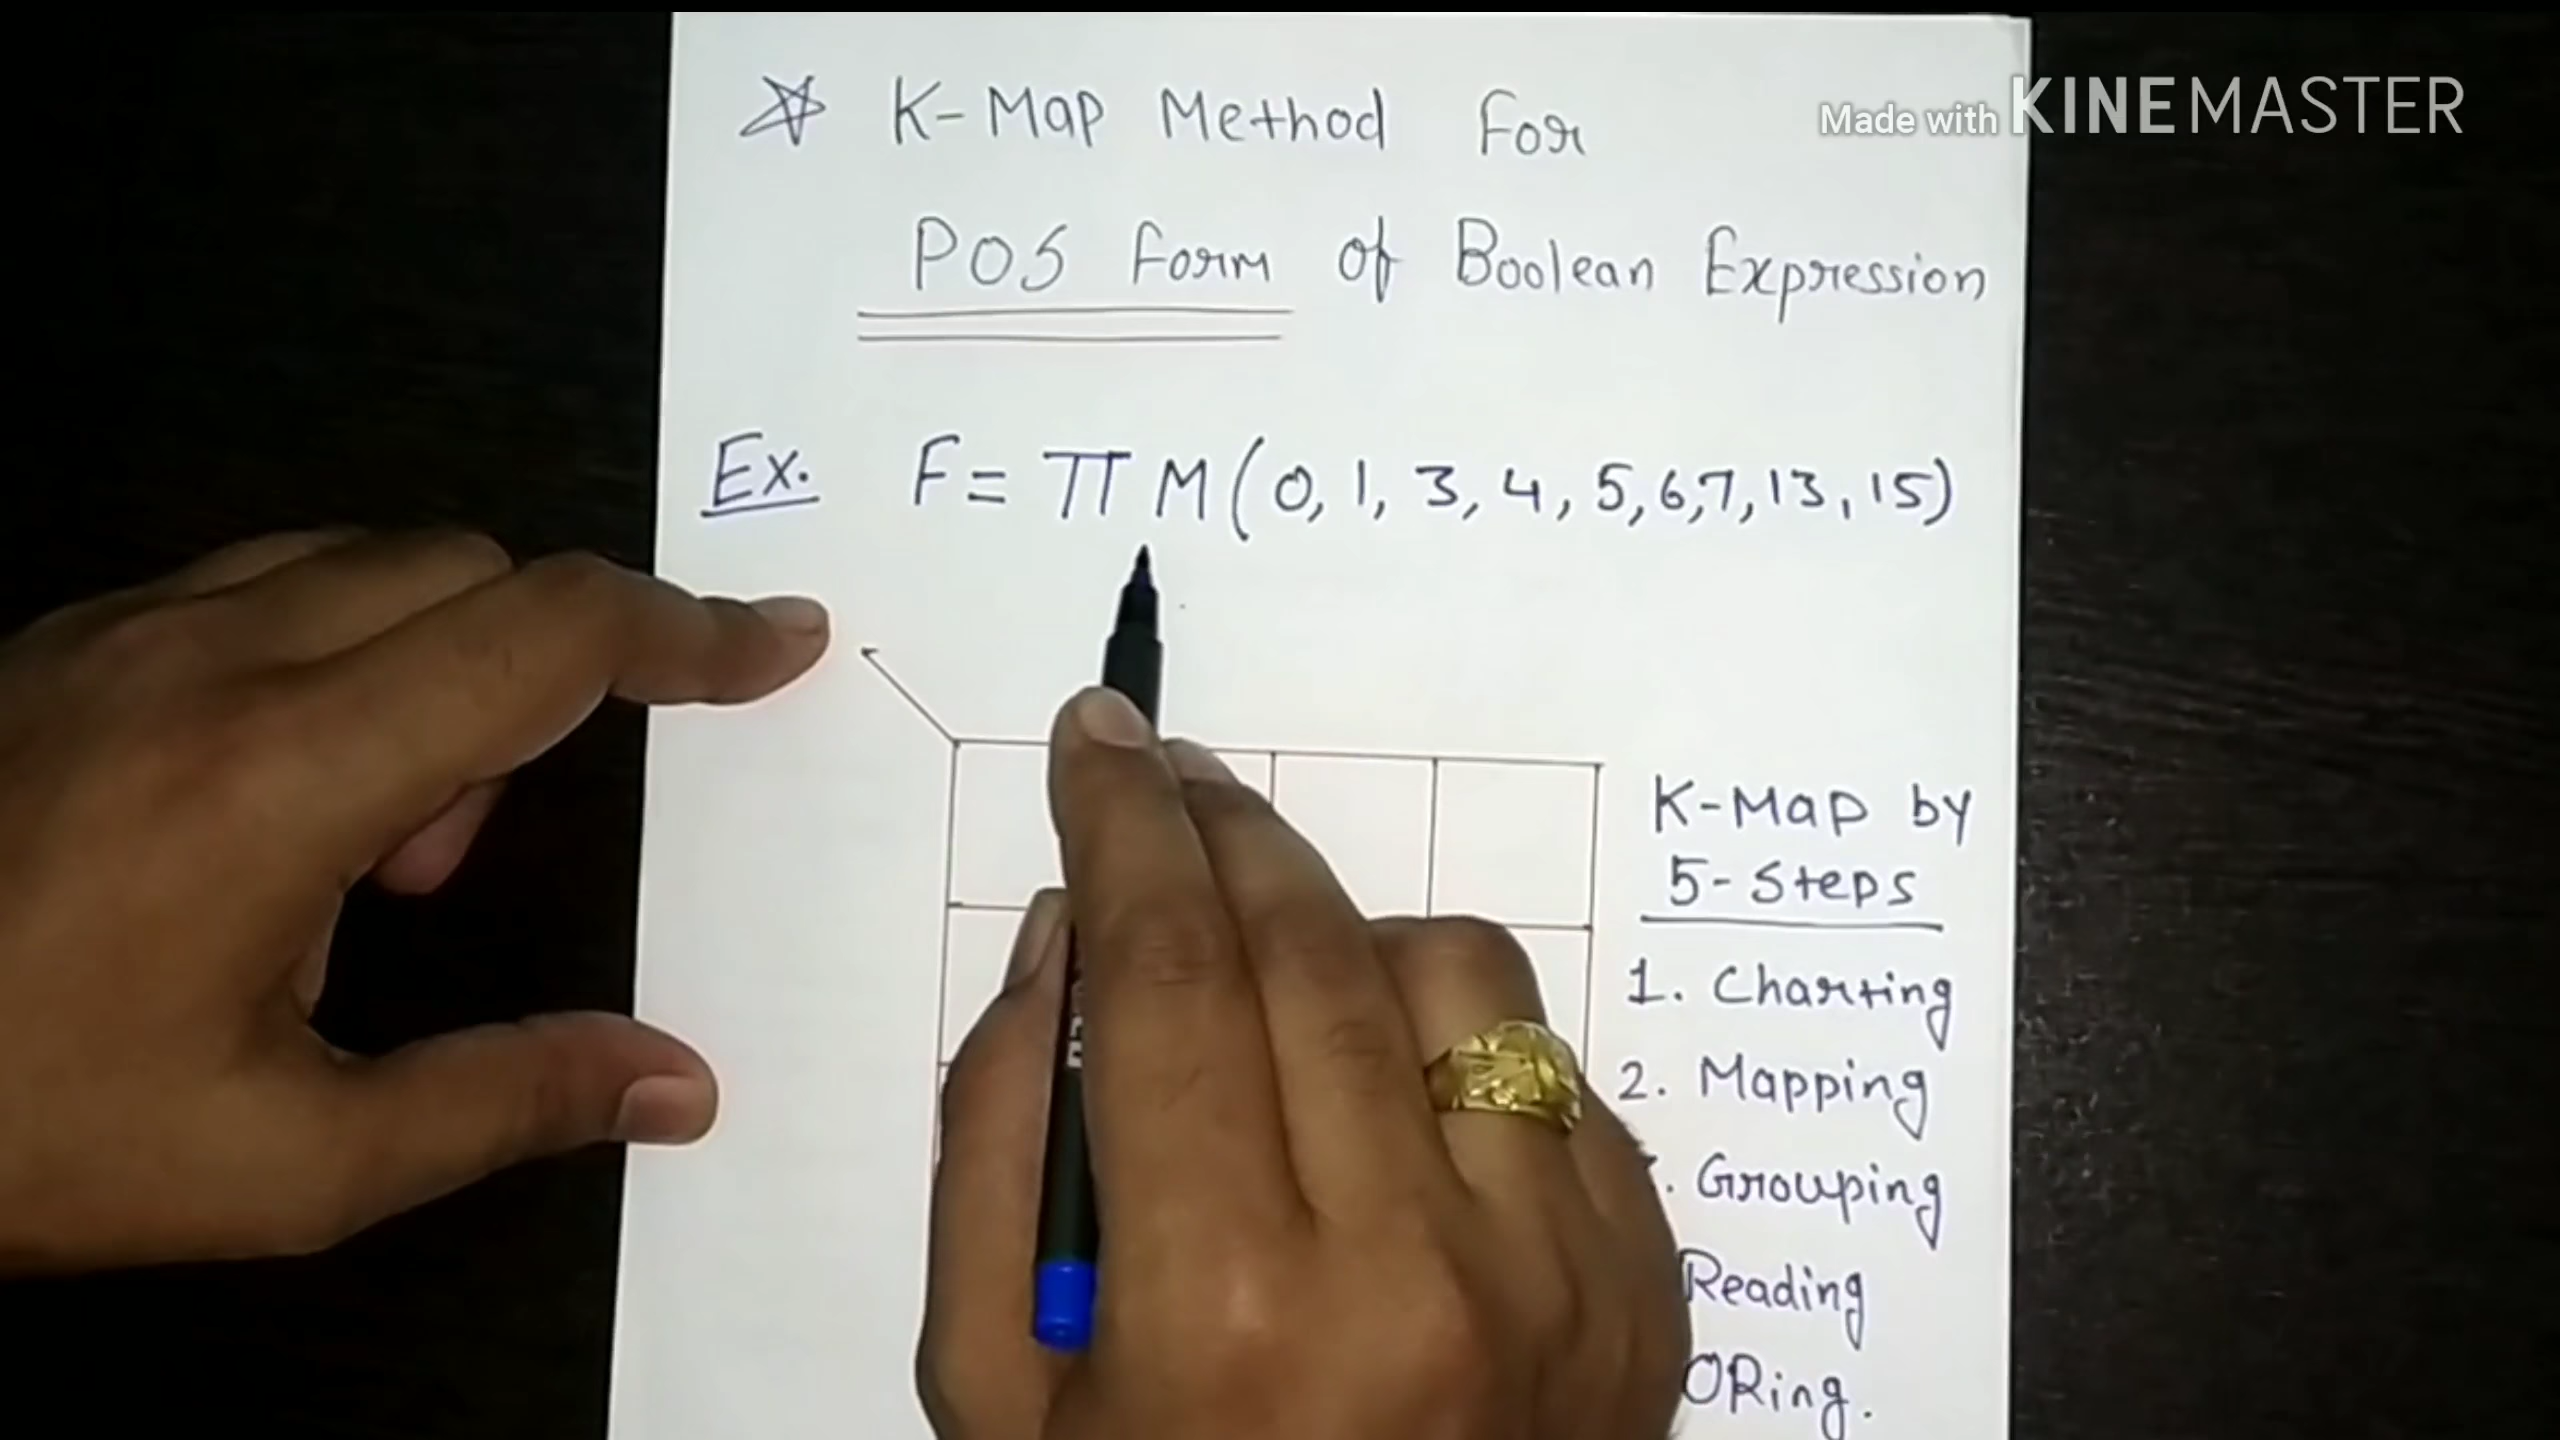 K-Map Method For
Made with KINEMASTER
POS Form of Boolean Expression
Ex. F = π M (0, 1, 3, 4, 5, 6, 7, 13, 15)
K-Map by
5-Steps
1. Charting
2. Mapping
. Grouping
Reading
ORing.